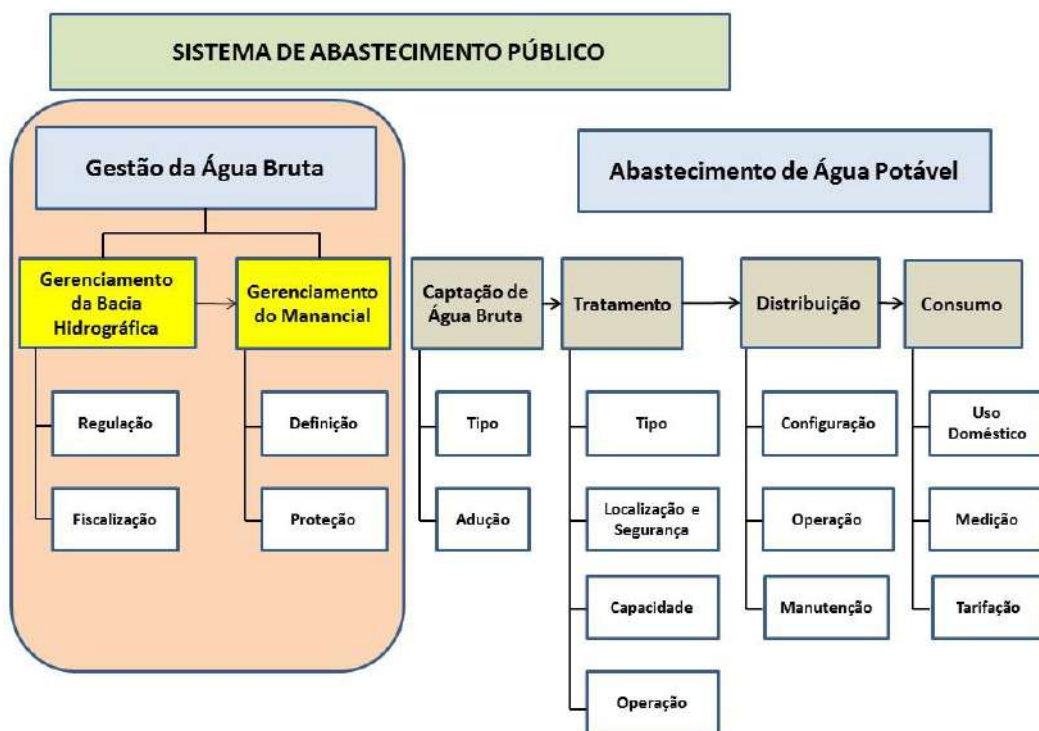 SISTEMA DE ABASTECIMENTO PÚBLICO
Gestão da Água Bruta
Abastecimento de Água Potável
Gerenciamento
da Bacia
Hidrográfica
Gerenciamento
do Manancial
Captação de
Água Bruta
Tratamento
Distribuição
Consumo
Regulação
Definição
Tipo
Tipo
Configuração
Uso
Doméstico
Fiscalização
Proteção
Adução
Localização e
Segurança
Operação
Medição
Capacidade
Manutenção
Tarifação
Operação